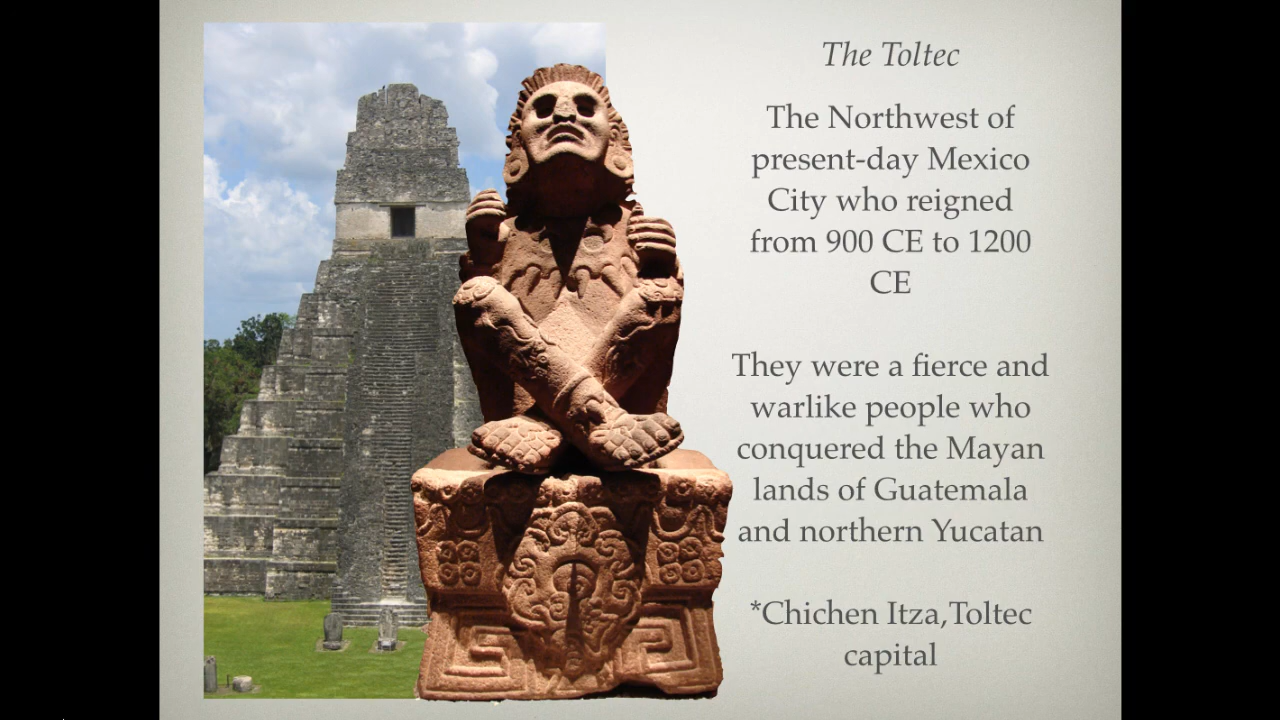 The Toltec
The Northwest of
present-day Mexico
City who reigned
from 900 CE to 1200
CE
They were a fierce and
warlike people who
conquered the Mayan
lands of Guatemala
and northern Yucatan
*Chichen Itza,Toltec
capital